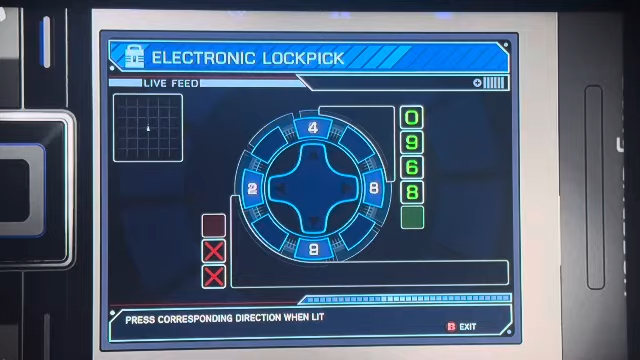 ELECTRONIC LOCKPICK
LIVE FEED
4
2
8
9
0
9
6
8
PRESS CORRESPONDING DIRECTION WHEN LIT
B EXIT